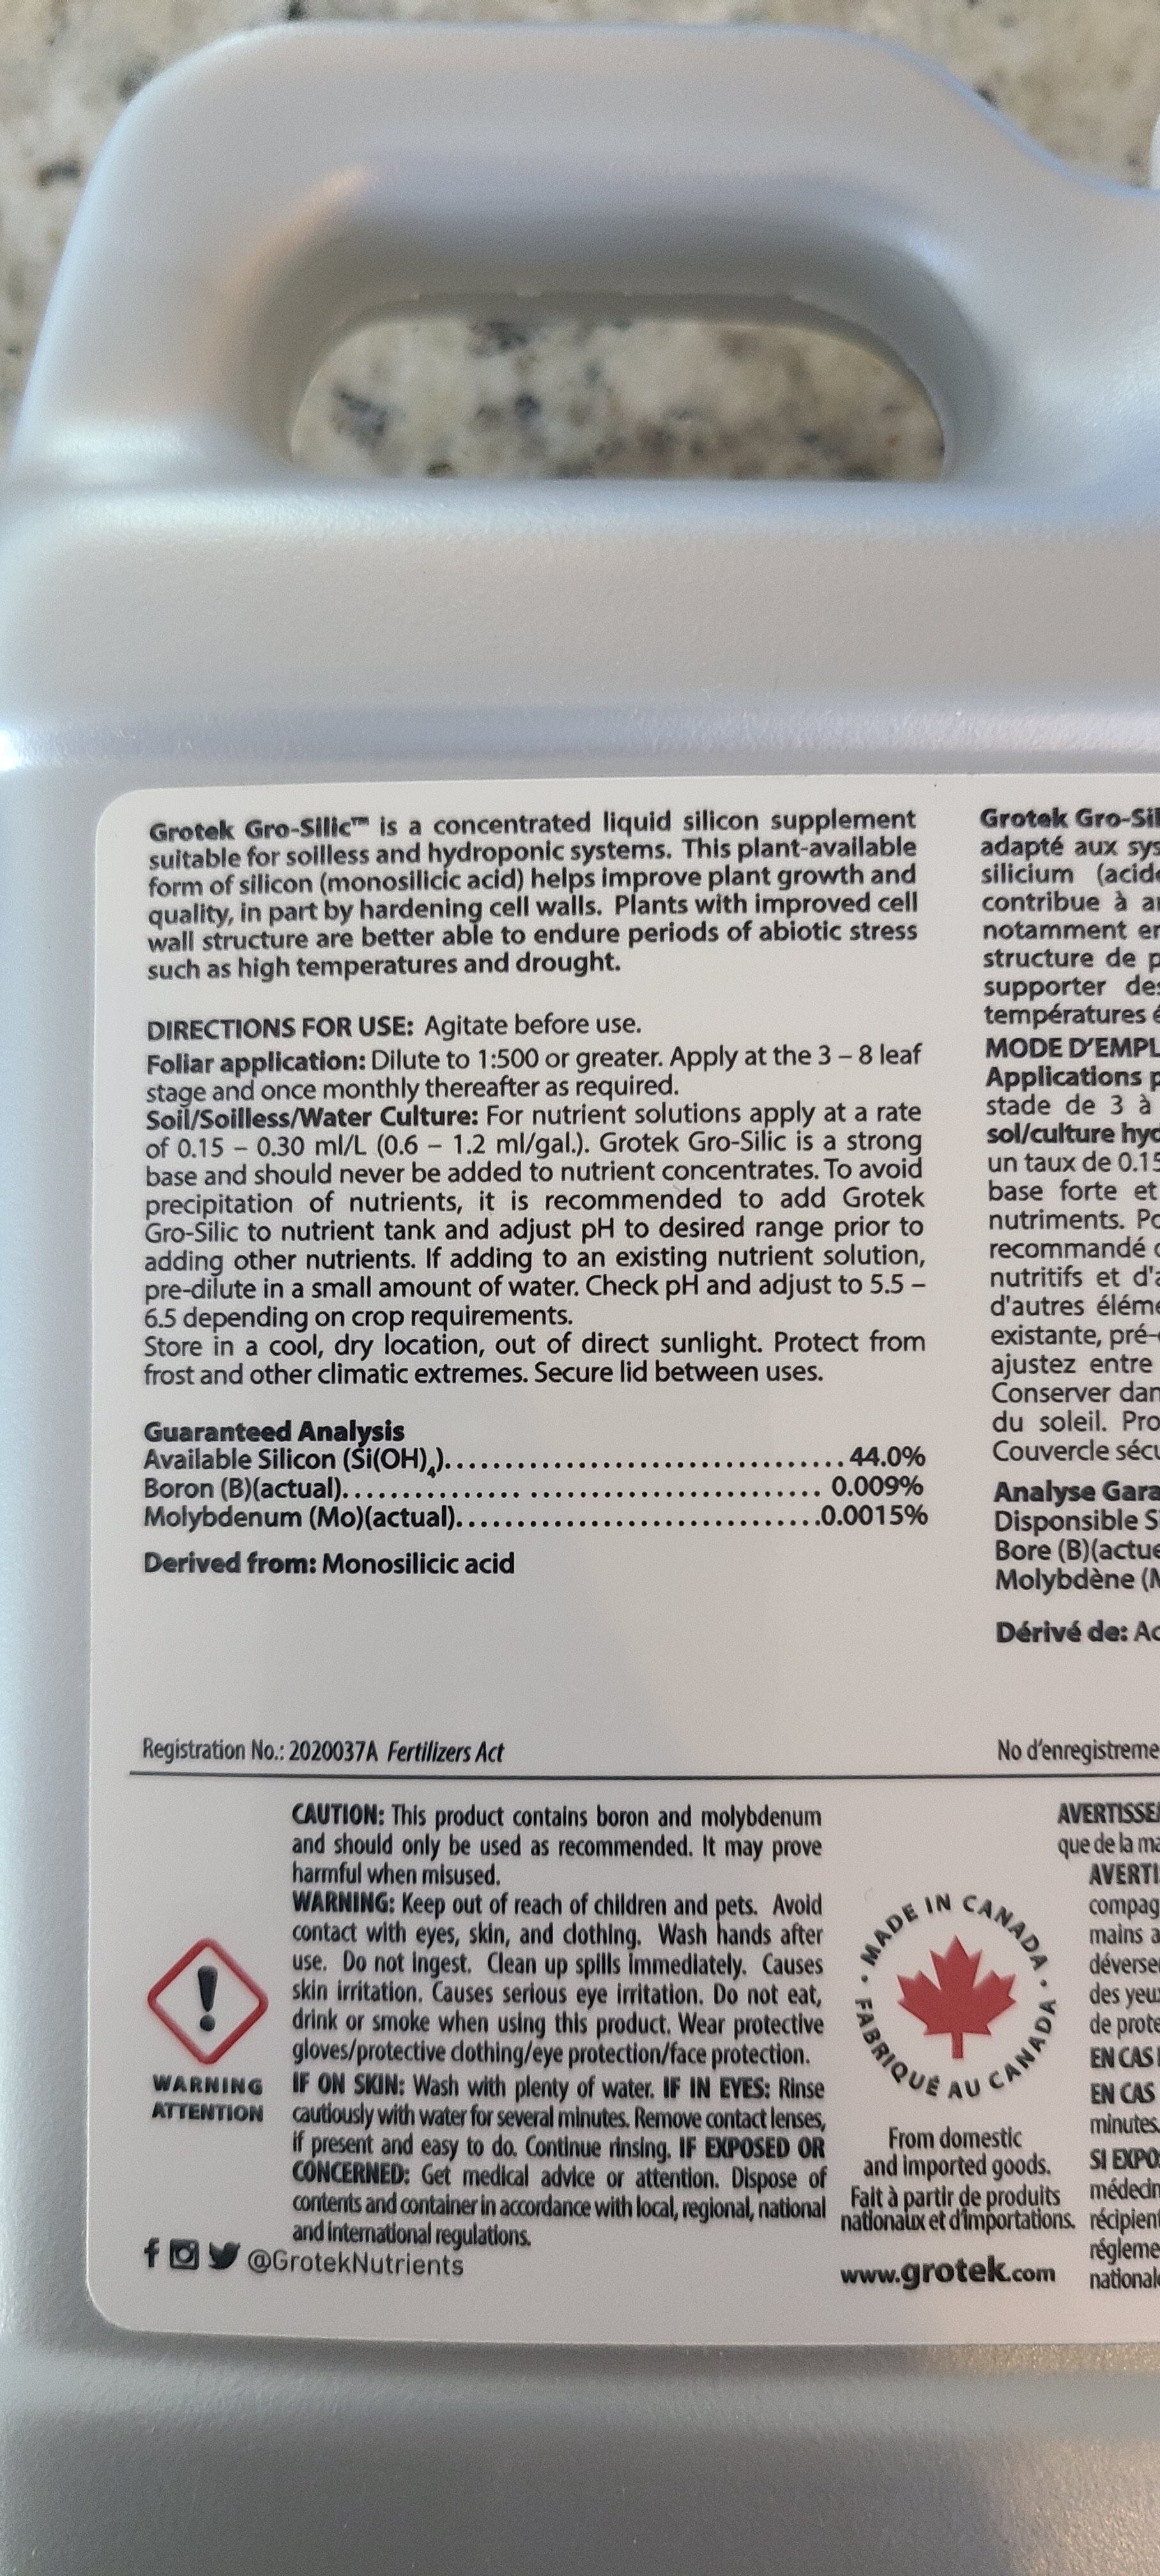 Grotek Gro-Silic™ is a concentrated liquid silicon supplement
suitable for soilless and hydroponic systems. This plant-available
form of silicon (monosilicic acid) helps improve plant growth and
quality, in part by hardening cell walls. Plants with improved cell
wall structure are better able to endure periods of abiotic stress
such as high temperatures and drought.
DIRECTIONS FOR USE: Agitate before use.
Foliar application: Dilute to 1:500 or greater. Apply at the 3 – 8 leaf
stage and once monthly thereafter as required.
Soil/Soilless/Water Culture: For nutrient solutions apply at a rate
of 0.15 – 0.30 ml/L (0.6 – 1.2 ml/gal.). Grotek Gro-Silic is a strong
base and should never be added to nutrient concentrates. To avoid
precipitation of nutrients, it is recommended to add Grotek
Gro-Silic to nutrient tank and adjust pH to desired range prior to
adding other nutrients. If adding to an existing nutrient solution,
pre-dilute in a small amount of water. Check pH and adjust to 5.5 –
6.5 depending on crop requirements.
Store in a cool, dry location, out of direct sunlight. Protect from
frost and other climatic extremes. Secure lid between uses.
Guaranteed Analysis
Available Silicon (Si(OH)₄)........................................44.0%
Boron (B)(actual)................................................ 0.009%
Molybdenum (Mo)(actual)....................................0.0015%
Derived from: Monosilicic acid
Registration No.: 2020037A Fertilizers Act
CAUTION: This product contains boron and molybdenum
and should only be used as recommended. It may prove
harmful when misused.
WARNING: Keep out of reach of children and pets. Avoid
contact with eyes, skin, and clothing. Wash hands after
use. Do not ingest. Clean up spills immediately. Causes
skin irritation. Causes serious eye irritation. Do not eat,
drink or smoke when using this product. Wear protective
gloves/protective clothing/eye protection/face protection.
IF ON SKIN: Wash with plenty of water. IF IN EYES: Rinse
cautiously with water for several minutes. Remove contact lenses,
if present and easy to do. Continue rinsing. IF EXPOSED OR
CONCERNED: Get medical advice or attention. Dispose of
contents and container in accordance with local, regional, national
and international regulations.
WARNING
ATTENTION
@GrotekNutrients
• MADE IN CANADA •
FABRIQUÉ AU CANADA
From domestic
and imported goods.
Fait à partir de produits
nationaux et d'importations.
www.grotek.com
Grotek Gro-Sil
adapté aux sys
silicium (acide
contribue à
notamment
structure de
supporter
températures
MODE D'EMPL
Applications
stade de 3 à
sol/culture hyd
un taux de 0.15
base forte et
nutriments.
recommandé
nutritifs et
d'autres éléme
existante, pré-
ajustez entre
Conserver
du soleil.
Couvercle sécu
Analyse Gara
Disponsible
Bore (B)(actue
Molybdène
Dérivé de:
No d'enregistreme
AVERTISSE
que de la
AVERTI
compag
mains
déverse
des yeux
de prote
EN CAS
EN CAS
minutes.
SI EXPO
médecin
récipient
régleme
national